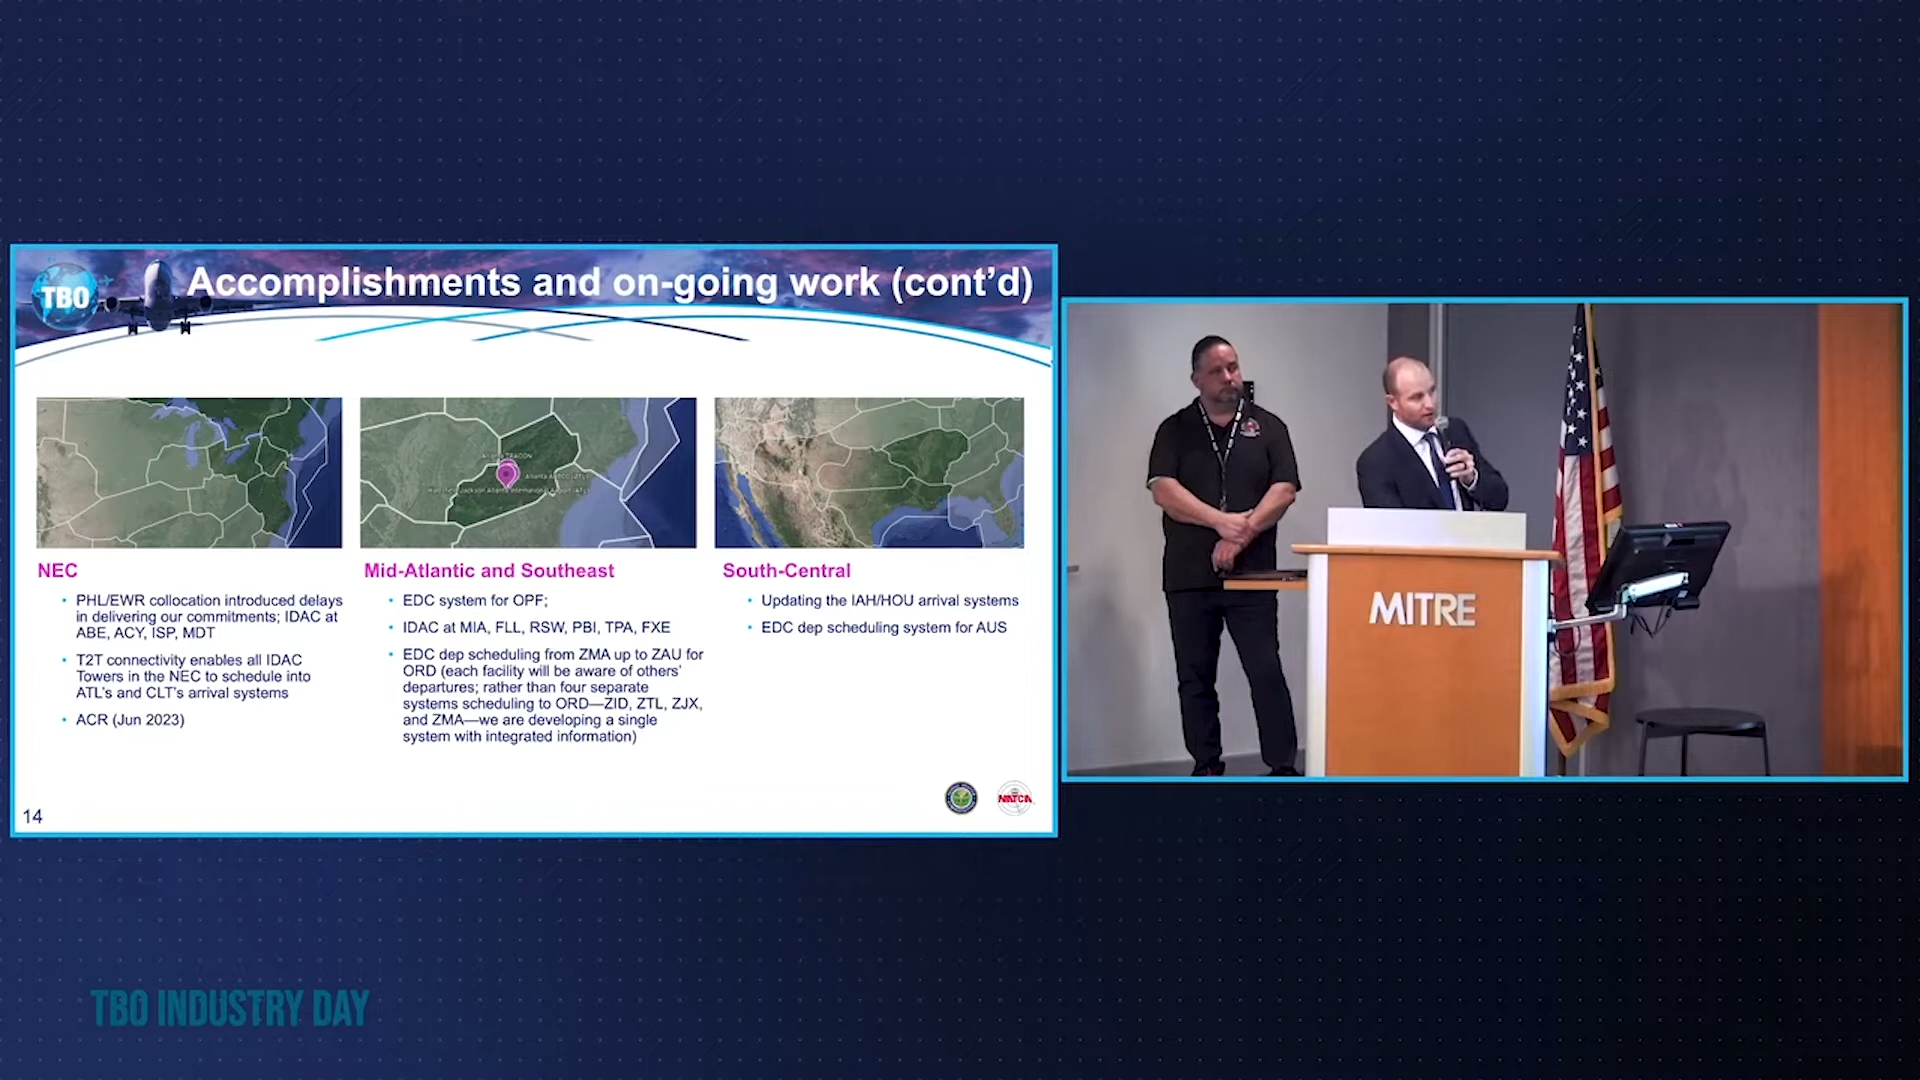 TBO
Accomplishments and on-going work (cont'd)
NEC
• PHL/EWR collocation introduced delays
in delivering our commitments; IDAC at
ABE, ACY, ISP, MDT
• T2T connectivity enables all IDAC
Towers in the NEC to schedule into
ATL's and CLT's arrival systems
• ACR (Jun 2023)
Mid-Atlantic and Southeast
• EDC system for OPF;
• IDAC at MIA, FLL, RSW, PBI, TPA, FXE
• EDC dep scheduling from ZMA up to ZAU for
ORD (each facility will be aware of others'
departures; rather than four separate
systems scheduling to ORD—ZID, ZTL, ZJX,
and ZMA—we are developing a single
system with integrated information)
South-Central
• Updating the IAH/HOU arrival systems
• EDC dep scheduling system for AUS
NATCA
14
MITRE
TBO INDUSTRY DAY